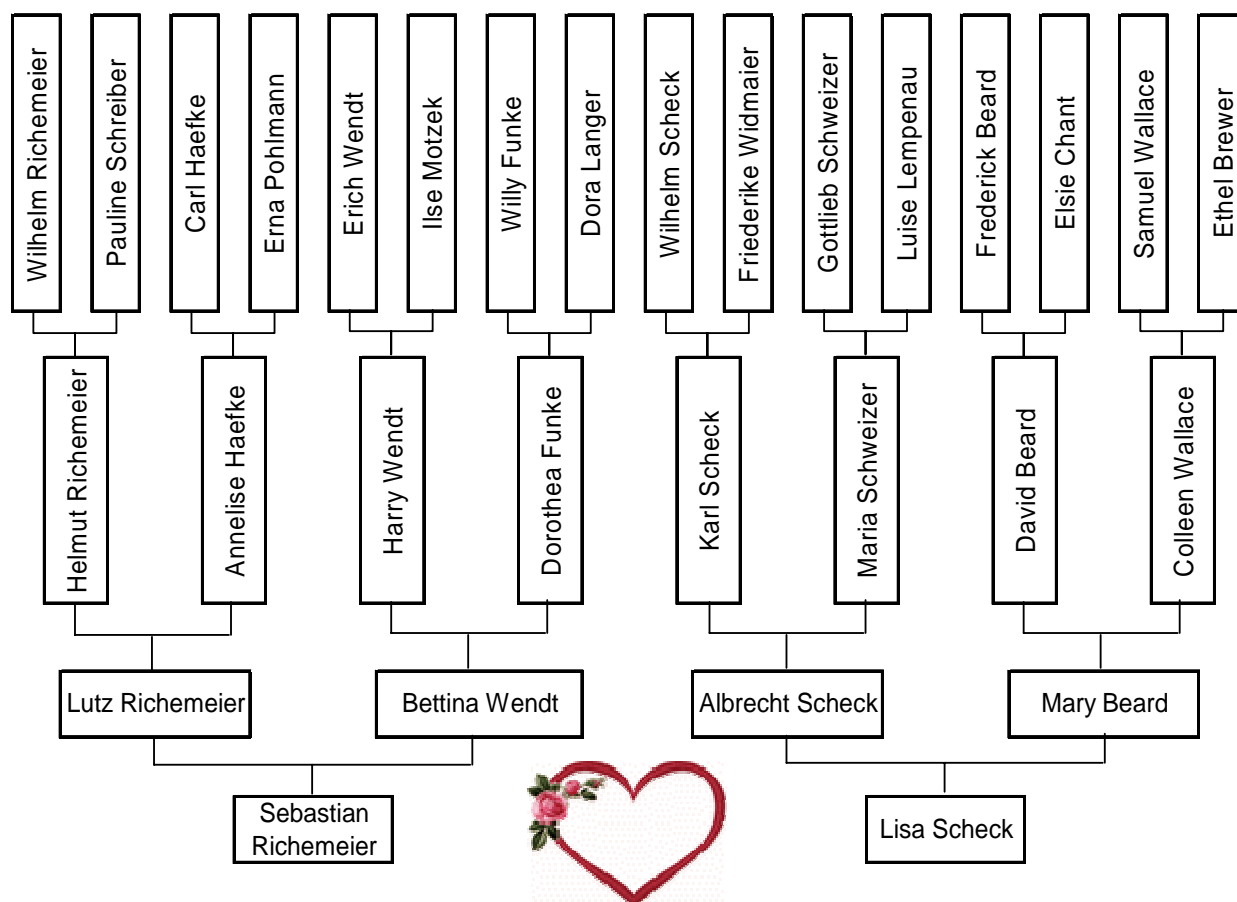 Wilhelm Richemeier
Pauline Schreiber
Carl Haefke
Erna Pohlmann
Erich Wendt
Ilse Motzek
Willy Funke
Dora Langer
Wilhelm Scheck
Friederike Widmaier
Gottlieb Schweizer
Luise Lempenau
Frederick Beard
Elsie Chant
Samuel Wallace
Ethel Brewer
Helmut Richemeier
Annelise Haefke
Harry Wendt
Dorothea Funke
Karl Scheck
Maria Schweizer
David Beard
Colleen Wallace
Lutz Richemeier
Bettina Wendt
Albrecht Scheck
Mary Beard
Sebastian
Richemeier
Lisa Scheck